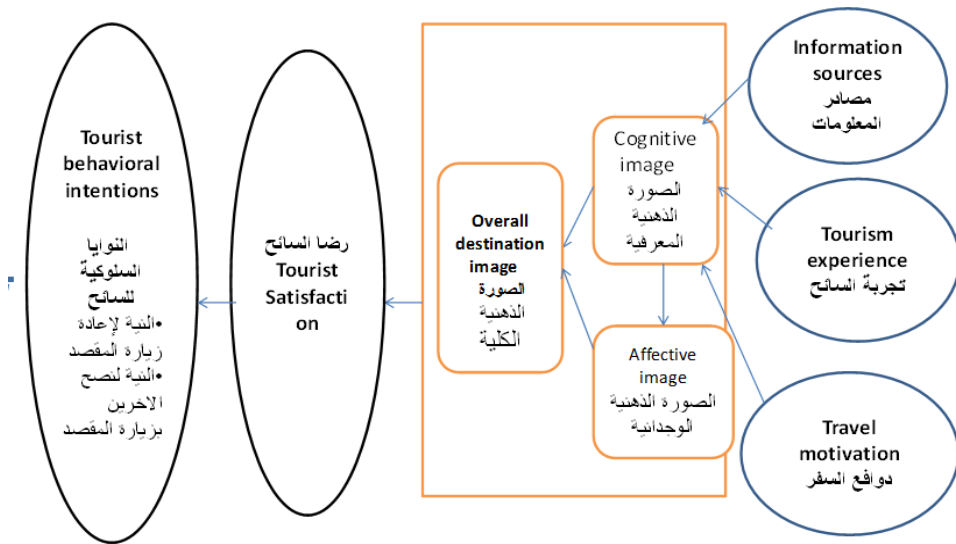 Tourist
behavioral
intentions
النوايا
السلوكية
للسائح
•النية لإعادة
زيارة المقصد
•النية لنصح
الاخرين
بزيارة المقصد
رضا السائح
Tourist
Satisfacti
on
Overall
destination
image
الصورة
الذهنية
الكلية
Cognitive
image
الصورة
الذهنية
المعرفية
Affective
image
الصورة الذهنية
الوجدانية
Information
sources
مصادر
المعلومات
Tourism
experience
تجربة السائح
Travel
motivation
دوافع السفر